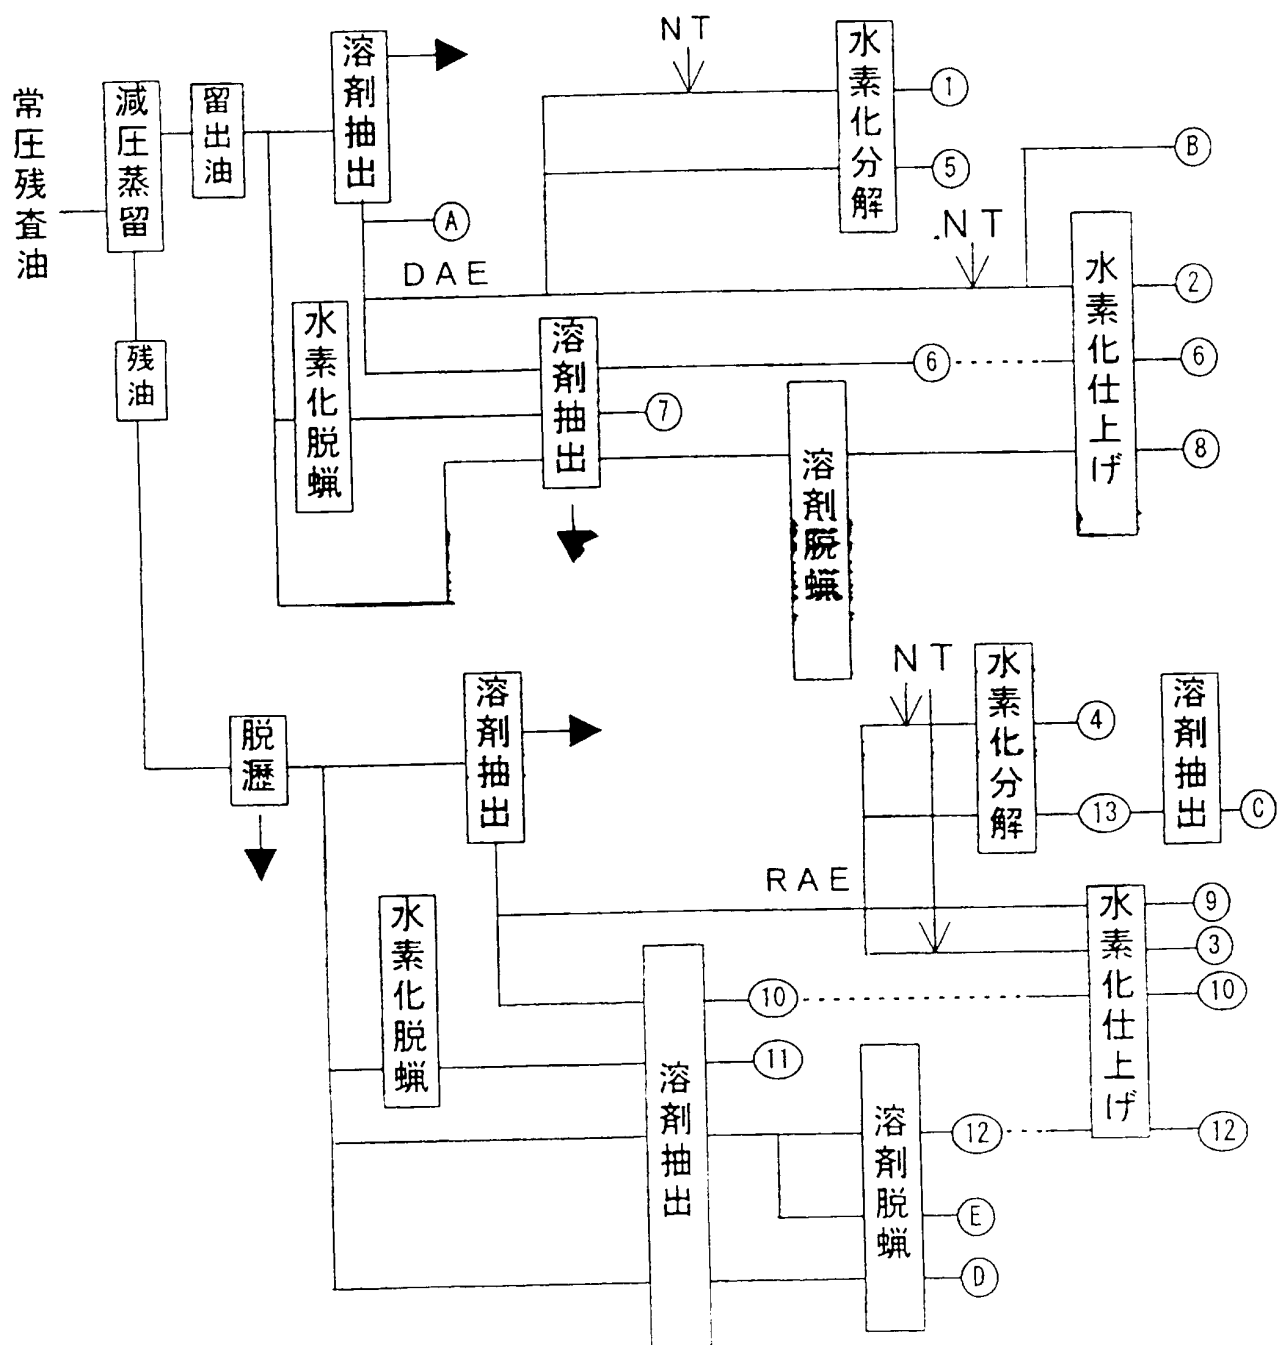 常圧残査油
減圧蒸留
留出油
溶剤抽出
NT
水素化分解
1
5
B
A
.NT
DAE
水素化仕上げ
2
水素化脱蝋
溶剤抽出
6
6
7
残油
溶剤脱蝋
8
NT
水素化分解
溶剤抽出
4
脱瀝
溶剤抽出
13
C
RAE
水素化仕上げ
9
3
水素化脱蝋
10
10
11
溶剤抽出
溶剤脱蝋
12
12
E
D